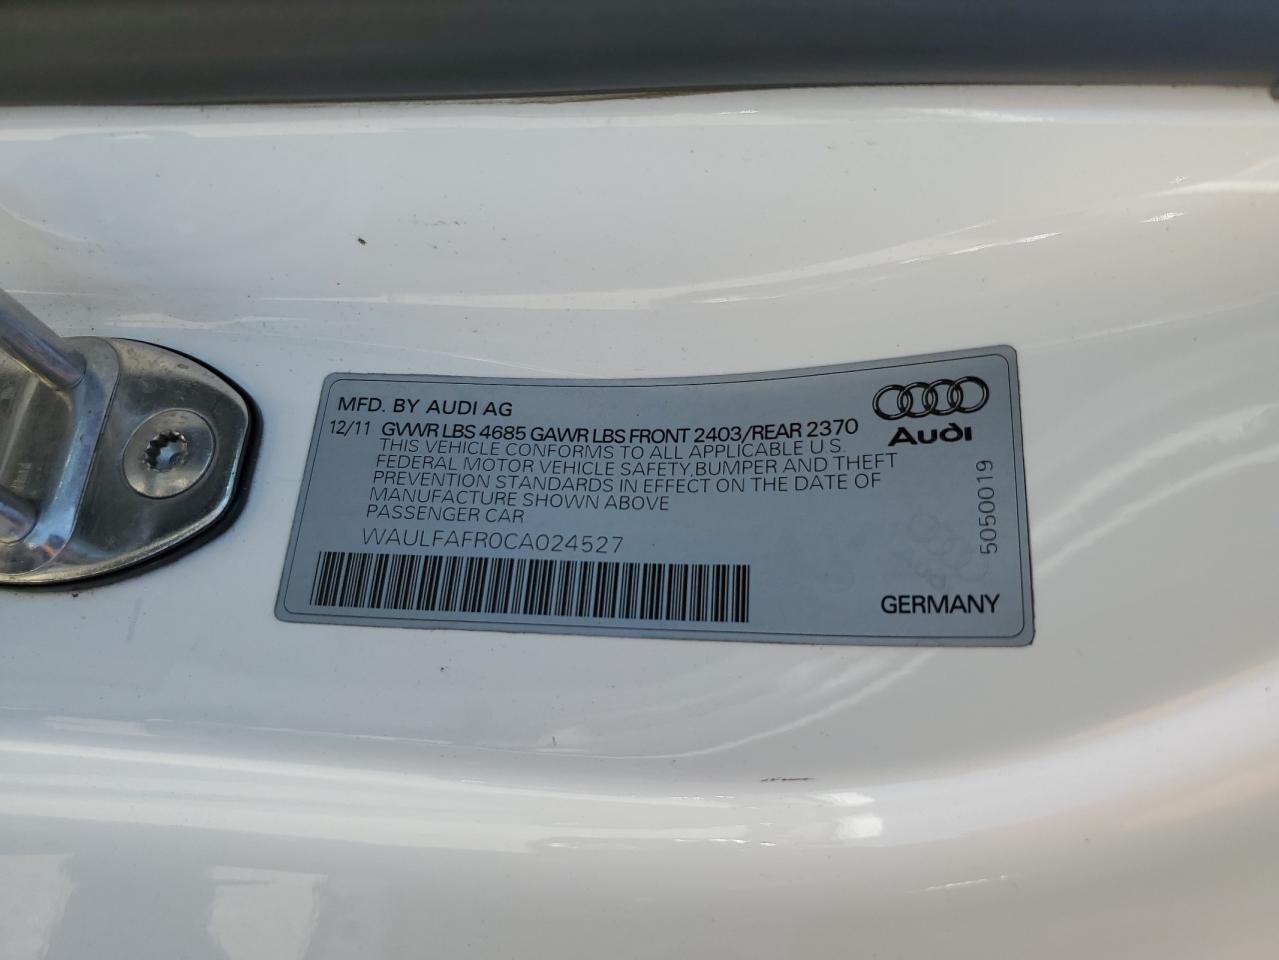 MFD. BY AUDI AG
12/11 GVWR LBS 4685 GAWR LBS FRONT 2403/REAR 2370
THIS VEHICLE CONFORMS TO ALL APPLICABLE U.S.
FEDERAL MOTOR VEHICLE SAFETY, BUMPER AND THEFT
PREVENTION STANDARDS IN EFFECT ON THE DATE OF
MANUFACTURE SHOWN ABOVE
PASSENGER CAR
WAULFAFR0CA024527
Audi
5050019
GERMANY